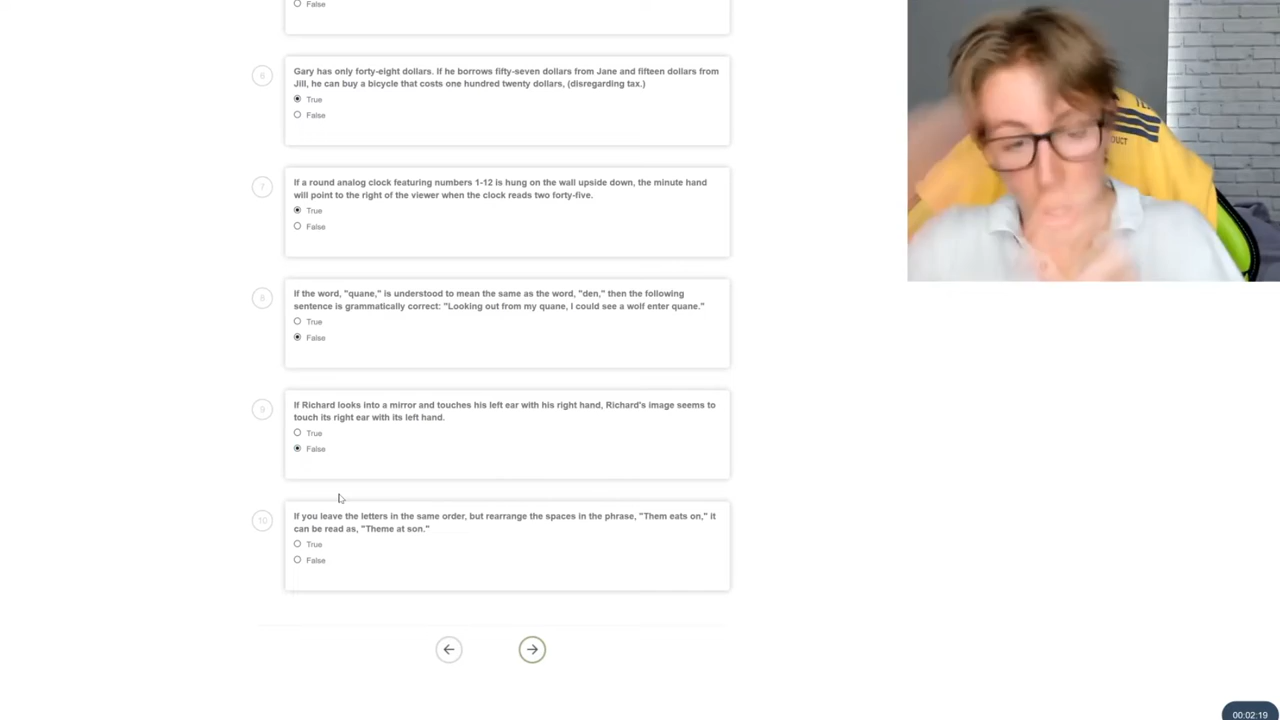 False
6
Gary has only forty-eight dollars. If he borrows fifty-seven dollars from Jane and fifteen dollars from
Jill, he can buy a bicycle that costs one hundred twenty dollars, (disregarding tax.)
True
False
7
If a round analog clock featuring numbers 1-12 is hung on the wall upside down, the minute hand
will point to the right of the viewer when the clock reads two forty-five.
True
False
8
If the word, "quane," is understood to mean the same as the word, "den," then the following
sentence is grammatically correct: "Looking out from my quane, I could see a wolf enter quane."
True
False
9
If Richard looks into a mirror and touches his left ear with his right hand, Richard's image seems to
touch its right ear with its left hand.
True
False
10
If you leave the letters in the same order, but rearrange the spaces in the phrase, "Them eats on," it
can be read as, "Theme at son."
True
False
00:02:19